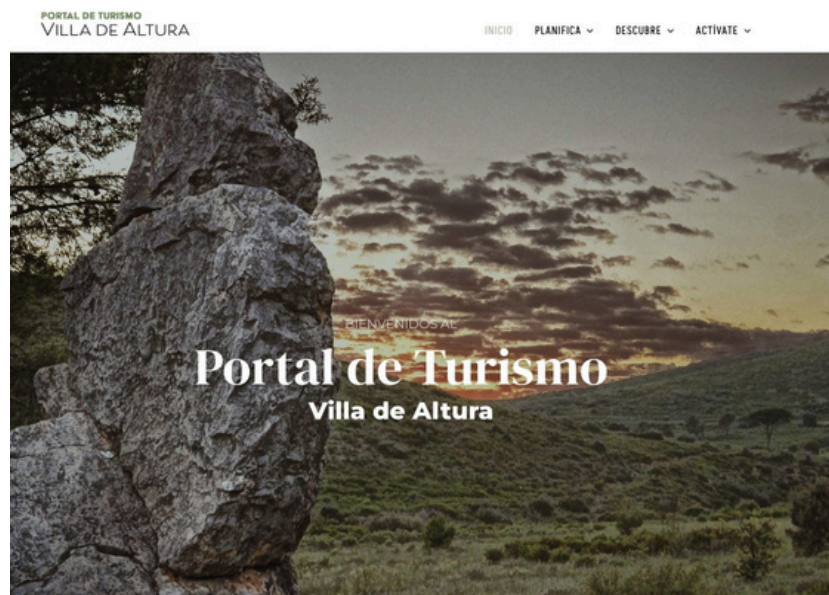 PORTAL DE TURISMO
VILLA DE ALTURA
INICIO PLANIFICA DESCUBRE ACTÍVATE
BIENVENIDOS AL
Portal de Turismo
Villa de Altura